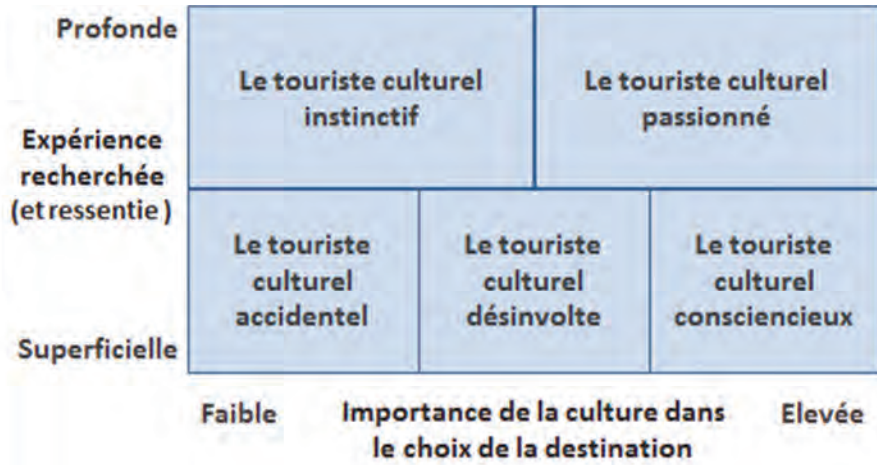 Profonde
Le touriste culturel
instinctif
Le touriste culturel
passionné
Expérience
recherchée
(et ressentie )
Le touriste
culturel
accidentel
Le touriste
culturel
désinvolte
Le touriste
culturel
consciencieux
Superficielle
Faible
Importance de la culture dans
le choix de la destination
Elevée